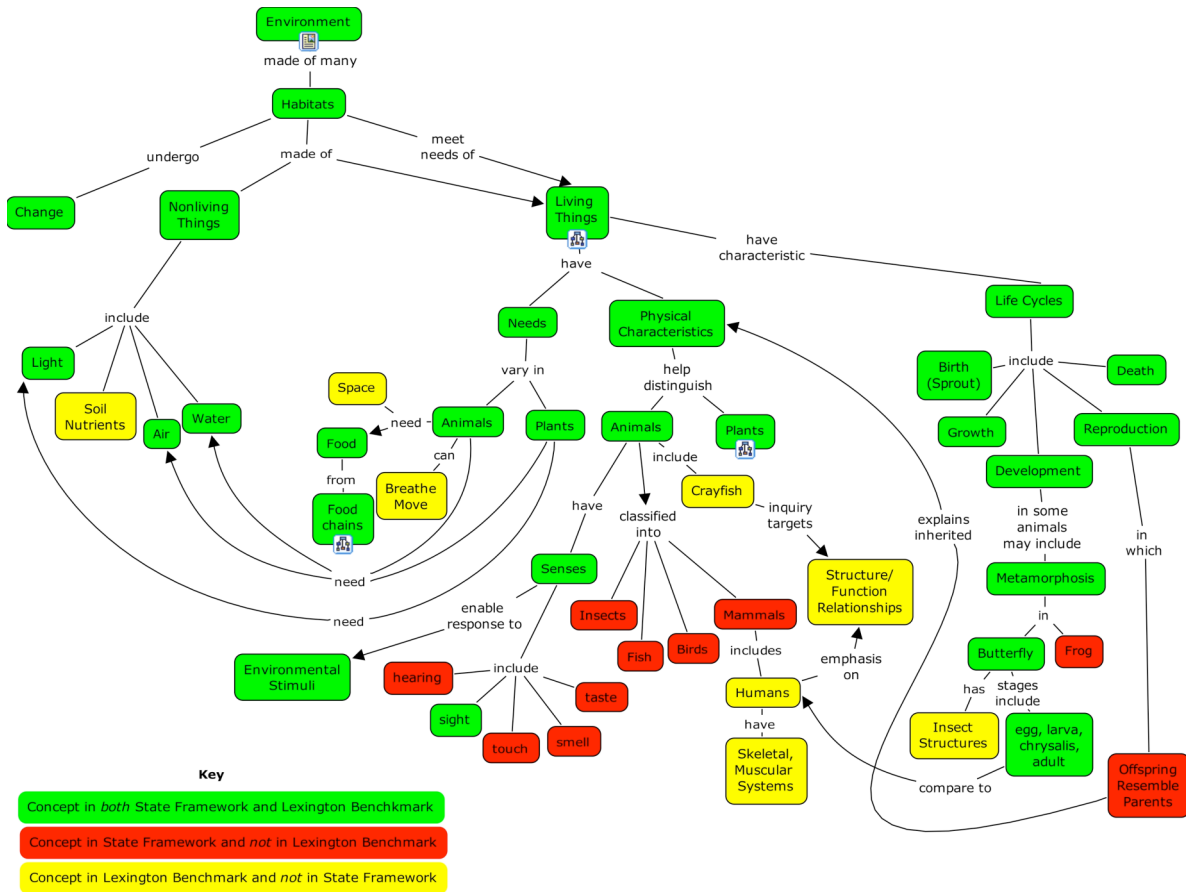 Environment
made of many
Habitats
undergo
made of
meet
needs of
Change
Nonliving
Things
Living
Things
have
characteristic
have
include
Needs
Physical
Characteristics
Life Cycles
Light
Soil
Nutrients
Air
Water
vary in
help
distinguish
Birth
(Sprout)
include
Death
Space
need
Animals
Plants
Animals
Plants
Growth
Reproduction
Food
can
include
Development
from
Breathe
Move
Crayfish
Food
chains
have
classified
into
inquiry
targets
explains
inherited
in some
animals
may include
in
which
need
need
Senses
Structure/
Function
Relationships
Metamorphosis
enable
response to
Insects
Fish
Birds
Mammals
in
Environmental
Stimuli
include
includes
emphasis
on
Butterfly
Frog
hearing
sight
touch
smell
taste
Humans
has
stages
include
have
Insect
Structures
egg, larva,
chrysalis,
adult
Skeletal,
Muscular
Systems
compare to
Offspring
Resemble
Parents
Key
Concept in both State Framework and Lexington Benchkmark
Concept in State Framework and not in Lexington Benchmark
Concept in Lexington Benchmark and not in State Framework